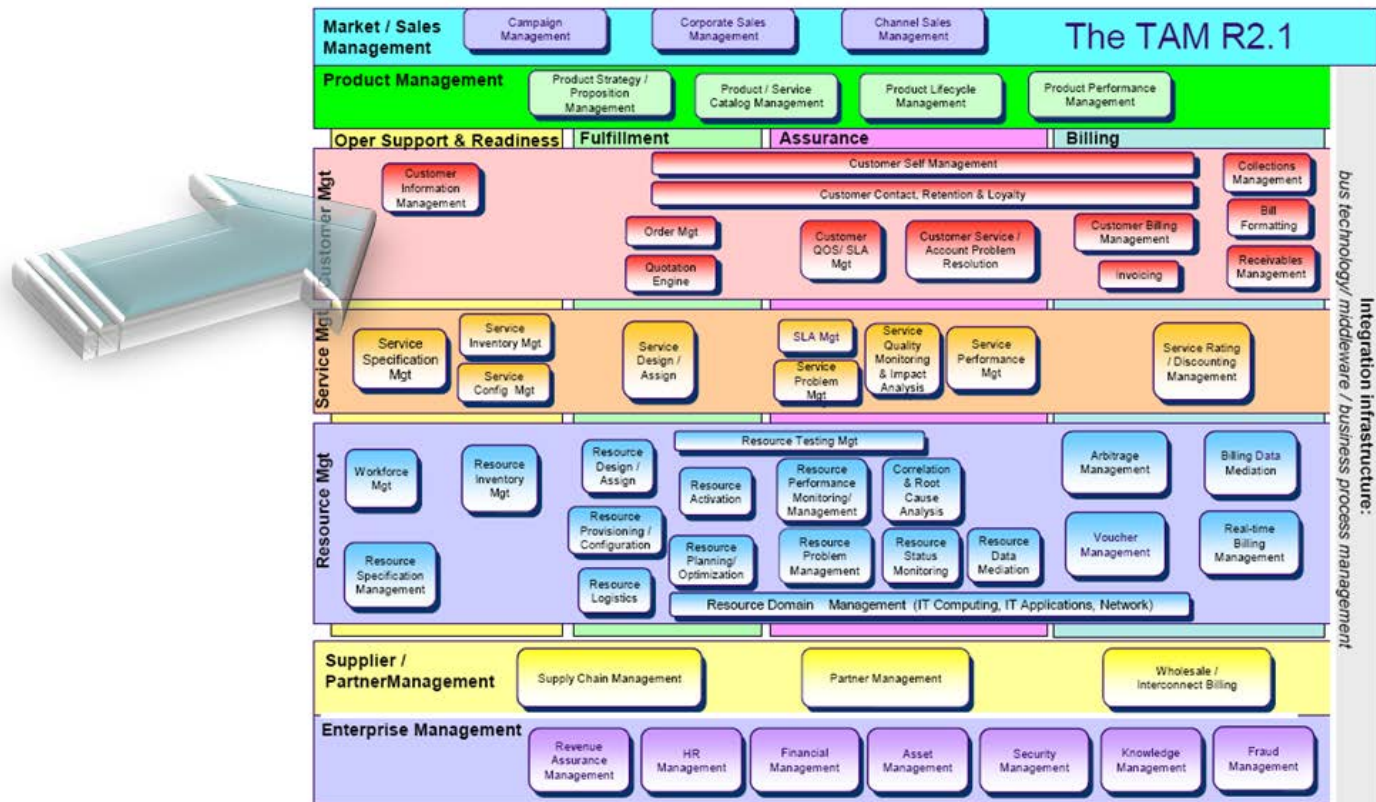 Market / Sales
Management
Campaign
Management
Corporate Sales
Management
Channel Sales
Management
The TAM R2.1
Product Management
Product Strategy /
Proposition
Management
Product / Service
Catalog Management
Product Lifecycle
Management
Product Performance
Management
Oper Support & Readiness
Fulfillment
Assurance
Billing
Customer Mgt
Customer
Information
Management
Customer Self Management
Customer Contact, Retention & Loyalty
Collections
Management
Order Mgt
Customer
QOS/ SLA
Mgt
Customer Service /
Account Problem
Resolution
Customer Billing
Management
Bill
Formatting
Quotation
Engine
Invoicing
Receivables
Management
Service Mgt
Service
Specification
Mgt
Service
Inventory Mgt
Service
Config Mgt
Service
Design /
Assign
SLA Mgt
Service
Problem
Mgt
Service
Quality
Monitoring
& Impact
Analysis
Service
Performance
Mgt
Service Rating
/ Discounting
Management
Resource Mgt
Workforce
Mgt
Resource
Inventory
Mgt
Resource
Specification
Management
Resource
Design /
Assign
Resource Testing Mgt
Resource
Activation
Resource
Performance
Monitoring/
Management
Correlation
& Root
Cause
Analysis
Arbitrage
Management
Billing Data
Mediation
Resource
Provisioning /
Configuration
Resource
Planning/
Optimization
Resource
Problem
Management
Resource
Status
Monitoring
Resource
Data
Mediation
Voucher
Management
Real-time
Billing
Management
Resource
Logistics
Resource Domain Management (IT Computing, IT Applications, Network)
Supplier /
PartnerManagement
Supply Chain Management
Partner Management
Wholesale /
Interconnect Billing
Enterprise Management
Revenue
Assurance
Management
HR
Management
Financial
Management
Asset
Management
Security
Management
Knowledge
Management
Fraud
Management
Integration infrastructure:
bus technology/ middleware / business process management